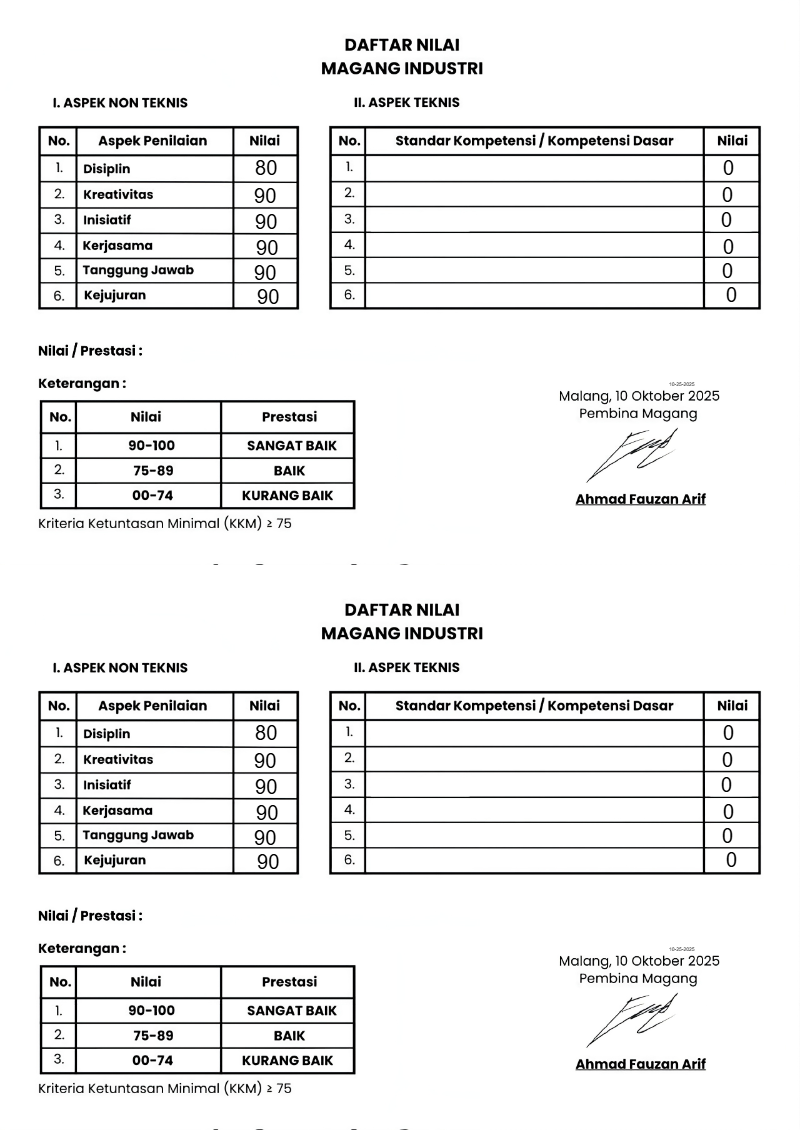 DAFTAR NILAI
MAGANG INDUSTRI
I. ASPEK NON TEKNIS
No. Aspek Penilaian Nilai
1. Disiplin 80
2. Kreativitas 90
3. Inisiatif 90
4. Kerjasama 90
5. Tanggung Jawab 90
6. Kejujuran 90
II. ASPEK TEKNIS
No. Standar Kompetensi / Kompetensi Dasar Nilai
1. 0
2. 0
3. 0
4. 0
5. 0
6. 0
Nilai / Prestasi :
Keterangan :
No. Nilai Prestasi
1. 90-100 SANGAT BAIK
2. 75-89 BAIK
3. 00-74 KURANG BAIK
Kriteria Ketuntasan Minimal (KKM) ≥ 75
10-25-2025
Malang, 10 Oktober 2025
Pembina Magang
Ahmad Fauzan Arif
DAFTAR NILAI
MAGANG INDUSTRI
I. ASPEK NON TEKNIS
No. Aspek Penilaian Nilai
1. Disiplin 80
2. Kreativitas 90
3. Inisiatif 90
4. Kerjasama 90
5. Tanggung Jawab 90
6. Kejujuran 90
II. ASPEK TEKNIS
No. Standar Kompetensi / Kompetensi Dasar Nilai
1. 0
2. 0
3. 0
4. 0
5. 0
6. 0
Nilai / Prestasi :
Keterangan :
No. Nilai Prestasi
1. 90-100 SANGAT BAIK
2. 75-89 BAIK
3. 00-74 KURANG BAIK
Kriteria Ketuntasan Minimal (KKM) ≥ 75
10-25-2025
Malang, 10 Oktober 2025
Pembina Magang
Ahmad Fauzan Arif